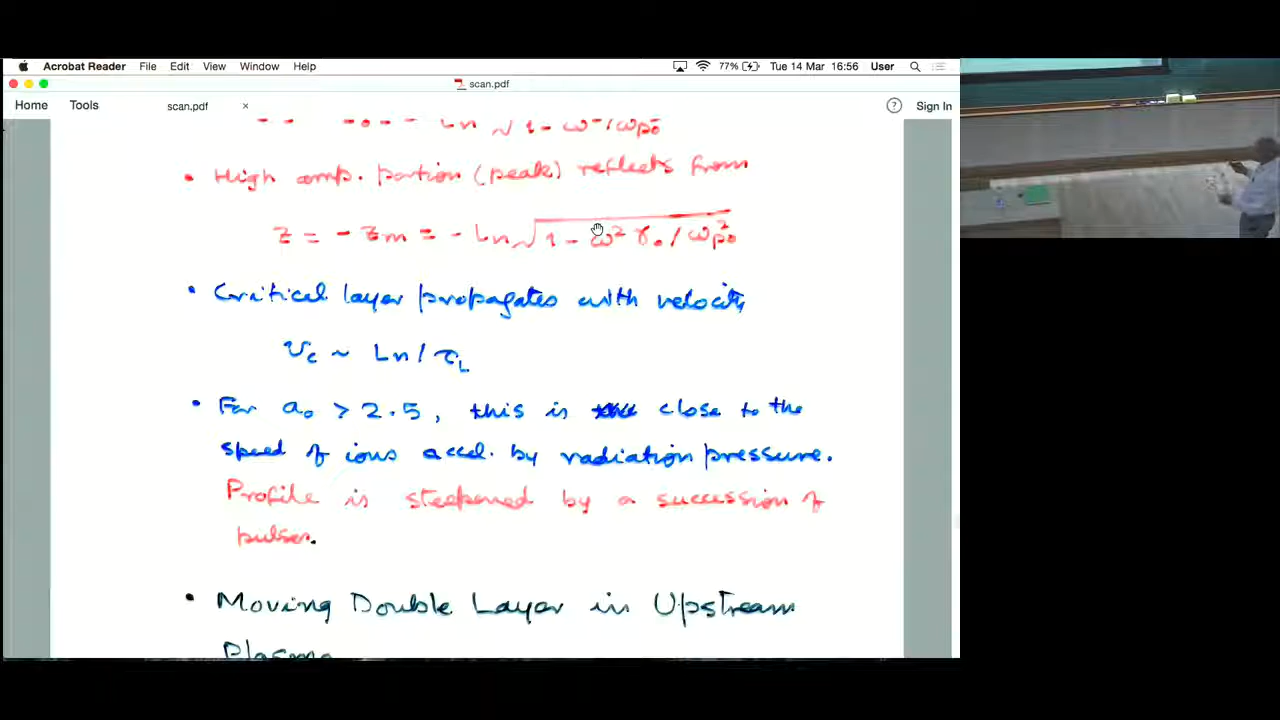 Acrobat Reader File Edit View Window Help 77% Tue 14 Mar 16:56 User
scan.pdf
Home Tools scan.pdf × ? Sign In
• High amp. portion (peak) reflects from
z = - zm = - Ln √1 - ω² γ₀ / ωp₀²
• Critical layer propagates with velocity
vc ~ Ln / τL
• For a₀ > 2.5, this is close to the
speed of ions accel. by radiation pressure.
Profile is steepened by a succession of
pulses.
• Moving Double Layer in Upstream
Plasma